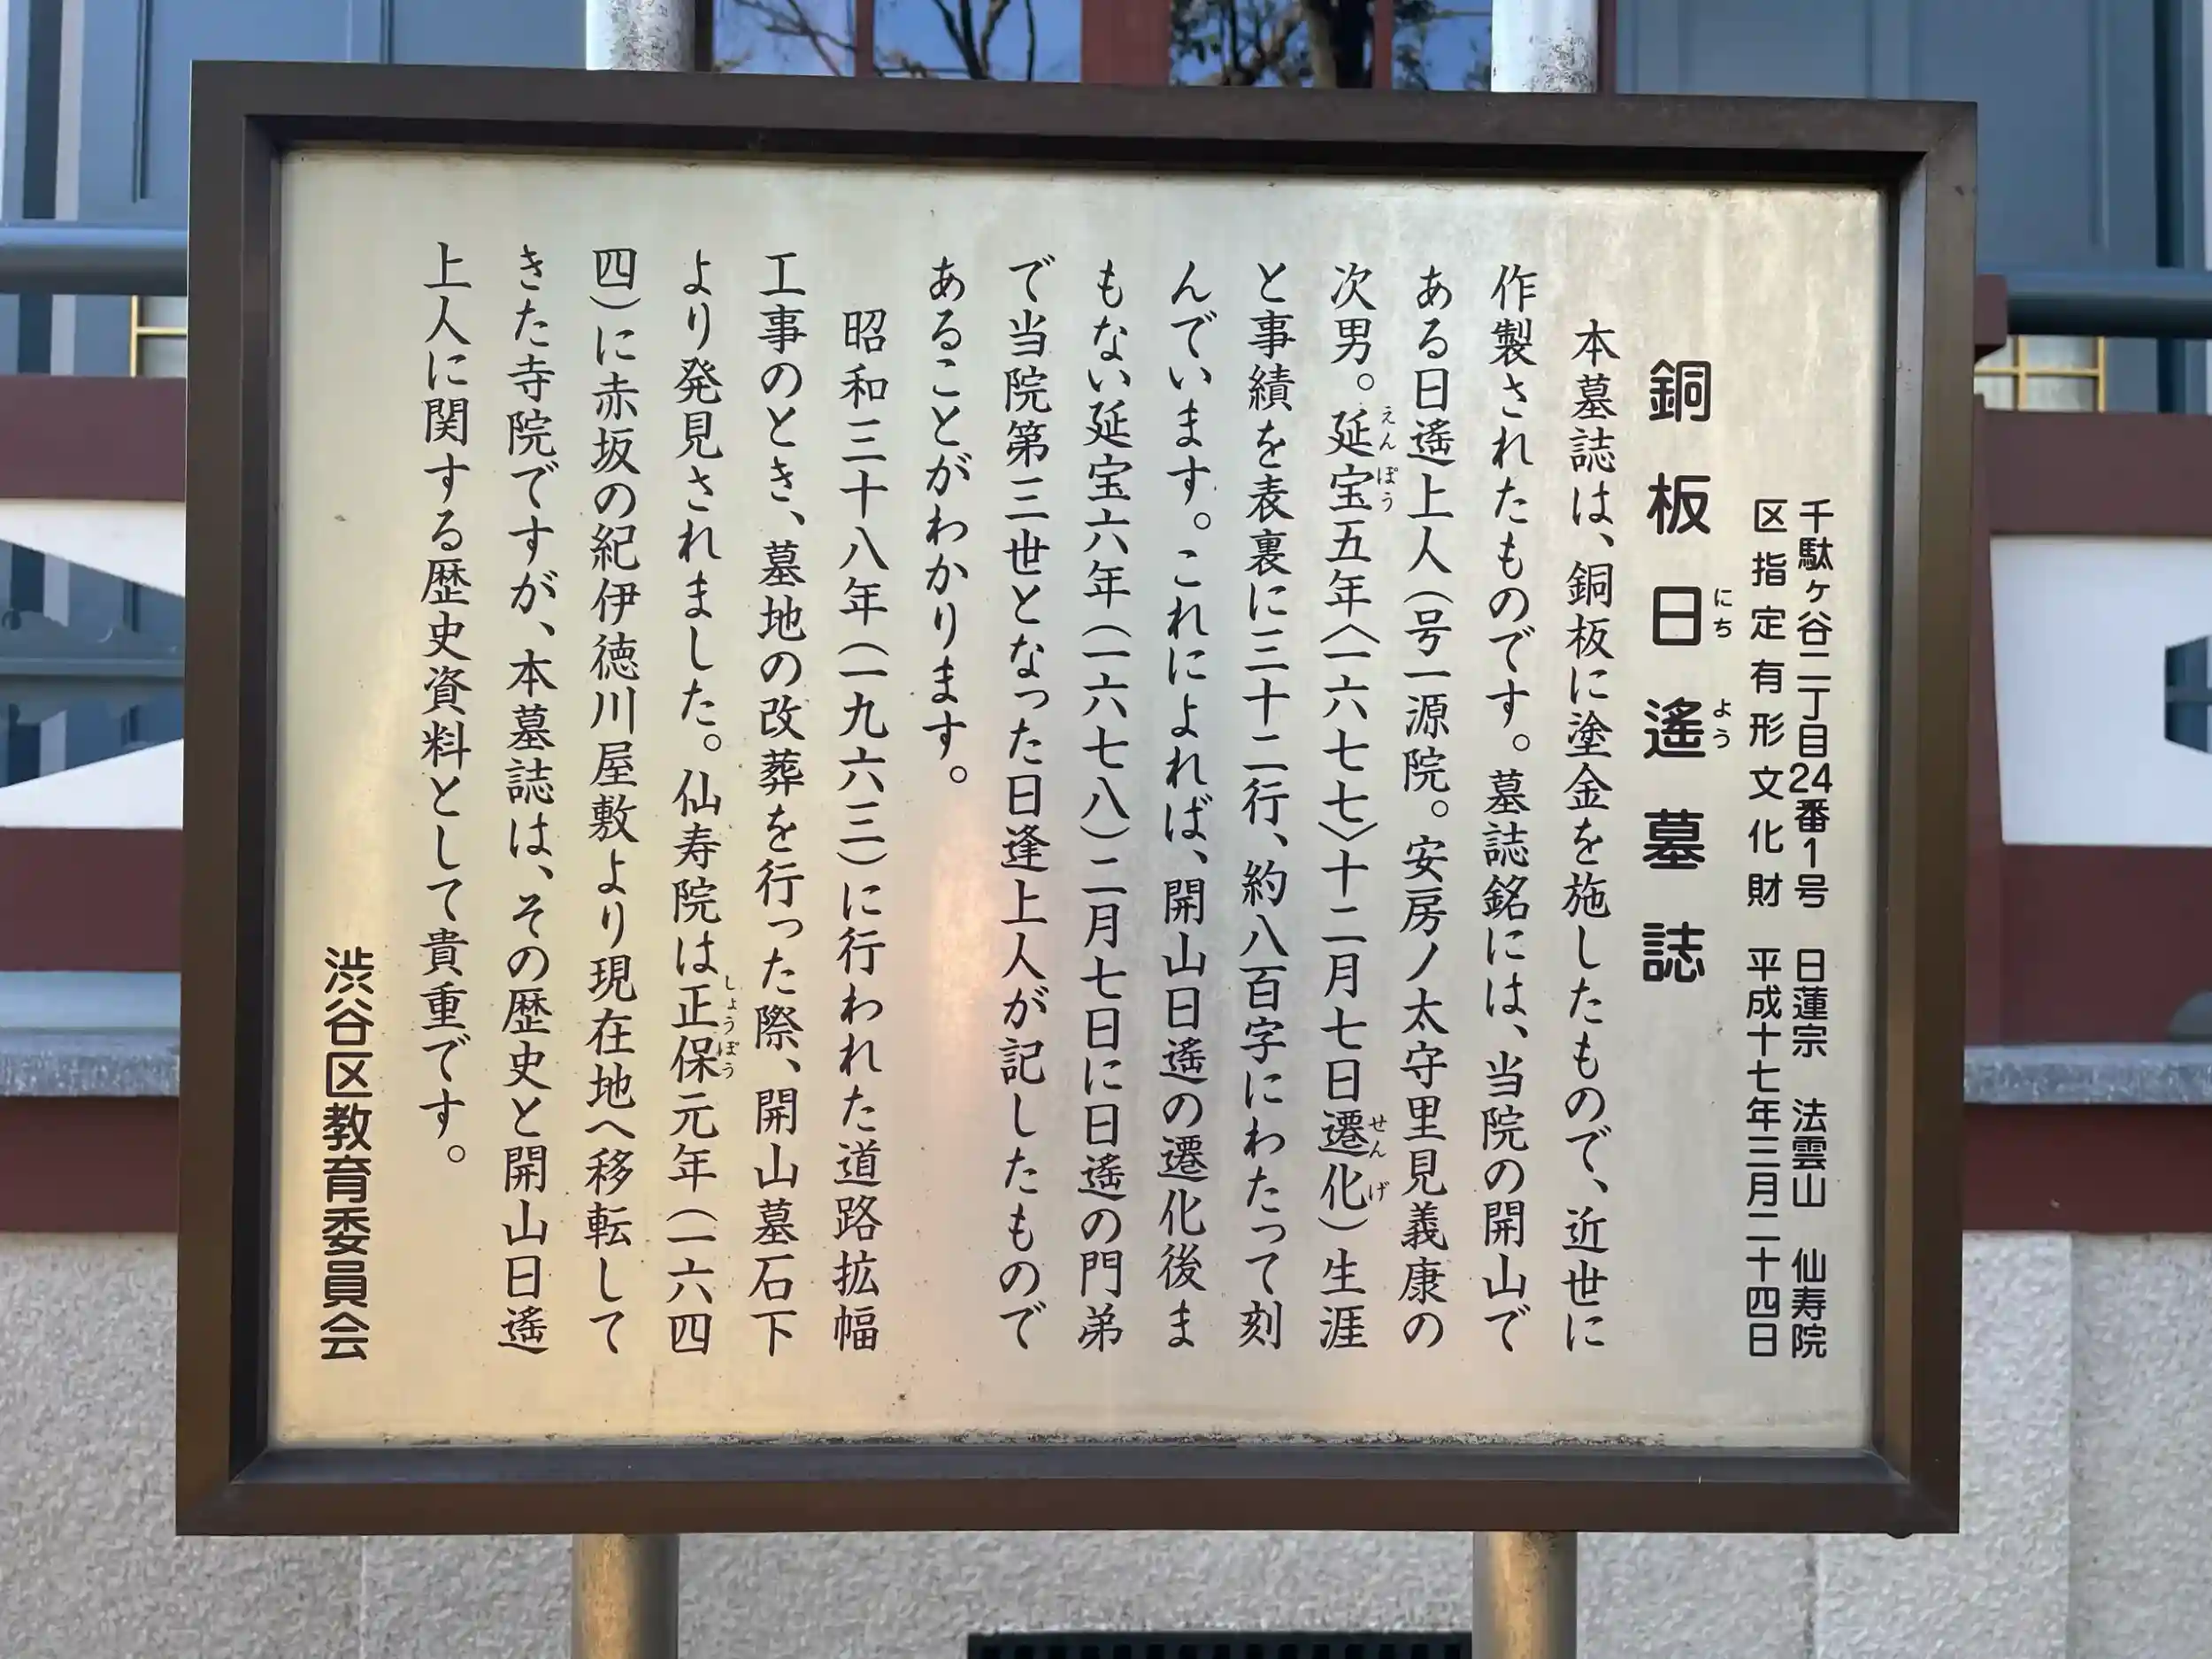 千駄ヶ谷二丁目24番1号　日蓮宗　法雲山　仙寿院
区指定有形文化財　平成十七年三月二十四日
銅板日遙墓誌
にち　よう
本墓誌は、銅板に塗金を施したもので、近世に
作製されたものです。墓誌銘には、当院の開山で
ある日遙上人（号一源院。安房ノ太守里見義康の
次男。延宝五年〈一六七七〉十二月七日遷化）生涯
えんぽう　せんげ
と事績を表裏に三十二行、約八百字にわたって刻
んでいます。これによれば、開山日遙の遷化後ま
もない延宝六年（一六七八）二月七日に日遙の門弟
で当院第三世となった日逢上人が記したもので
あることがわかります。
昭和三十八年（一九六三）に行われた道路拡幅
工事のとき、墓地の改葬を行った際、開山墓石下
より発見されました。仙寿院は正保元年（一六四
しょうぽう
四）に赤坂の紀伊徳川屋敷より現在地へ移転して
きた寺院ですが、本墓誌は、その歴史と開山日遙
上人に関する歴史資料として貴重です。
渋谷区教育委員会